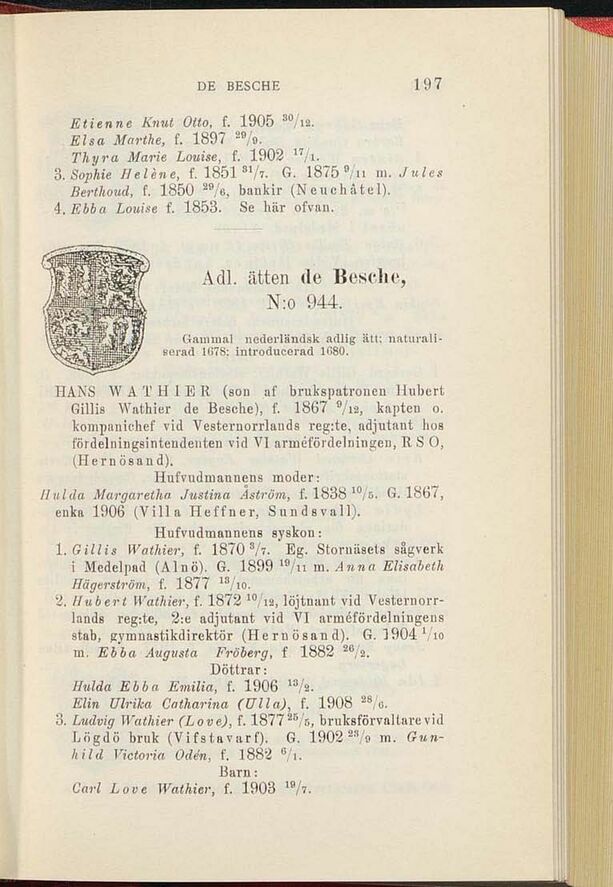 DE BESCHE 197
Etienne Knut Otto, f. 1905 30/12.
Elsa Marthe, f. 1897 29/9.
Thyra Marie Louise, f. 1902 17/1.
3. Sophie Helène, f. 1851 31/7. G. 1875 9/11 m. Jules
Berthoud, f. 1850 29/6, bankir (Neuchâtel).
4. Ebba Louise f. 1853. Se här ofvan.
Adl. ätten de Besche,
N:o 944.
Gammal nederländsk adlig ätt; naturali-
serad 1678; introducerad 1680.
HANS WATHIER (son af brukspatronen Hubert
Gillis Wathier de Besche), f. 1867 9/12, kapten o.
kompanichef vid Vesternorrlands reg:te, adjutant hos
fördelningsintendenten vid VI arméfördelningen, R S O,
(Hernösand).
Hufvudmannens moder:
Hulda Margaretha Justina Åström, f. 1838 10/5. G. 1867,
enka 1906 (Villa Heffner, Sundsvall).
Hufvudmannens syskon:
1. Gillis Wathier, f. 1870 3/7. Eg. Stornäsets sågverk
i Medelpad (Alnö). G. 1899 19/11 m. Anna Elisabeth
Hägerström, f. 1877 13/10.
2. Hubert Wathier, f. 1872 10/12, löjtnant vid Vesternorr-
lands reg:te, 2:e adjutant vid VI arméfördelningens
stab, gymnastikdirektör (Hernösand). G. 1904 1/10
m. Ebba Augusta Fröberg, f 1882 26/2.
Döttrar:
Hulda Ebba Emilia, f. 1906 13/2.
Elin Ulrika Catharina (Ulla), f. 1908 28/6.
3. Ludvig Wathier (Love), f. 1877 25/5, bruksförvaltare vid
Lögdö bruk (Vifstavarf). G. 1902 23/9 m. Gun-
hild Victoria Odén, f. 1882 6/1.
Barn:
Carl Love Wathier, f. 1903 19/7.